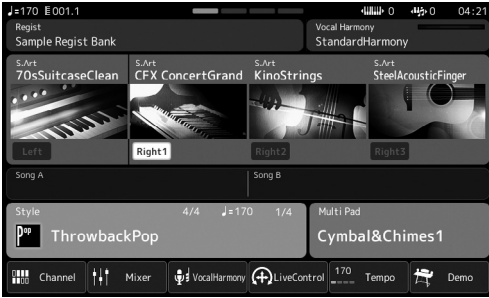 ♩=170 001.1 0 0 04:21
Regist
Sample Regist Bank
Vocal Harmony
StandardHarmony
S.Art
70sSuitcaseClean
Left
S.Art
CFX ConcertGrand
Right1
S.Art
KinoStrings
Right2
S.Art
SteelAcousticFinger
Right3
Song A
Song B
Style 4/4 ♩=170 1/4
Pop
ThrowbackPop
Multi Pad
Cymbal&Chimes1
Channel
Mixer
VocalHarmony
LiveControl
170 Tempo
Demo